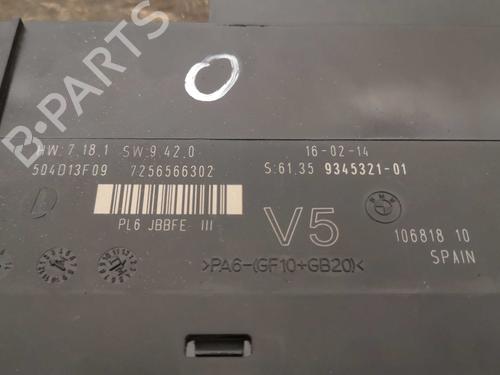 B-PARTS
HW:7.18.1 SW:9.42.0 16-02-14
504D13F09 7256566302 S:61.35 9345321-01
BMW
PL6 JBBFE III
V5
106818 10
SPAIN
>PA6-(GF10+GB20)<